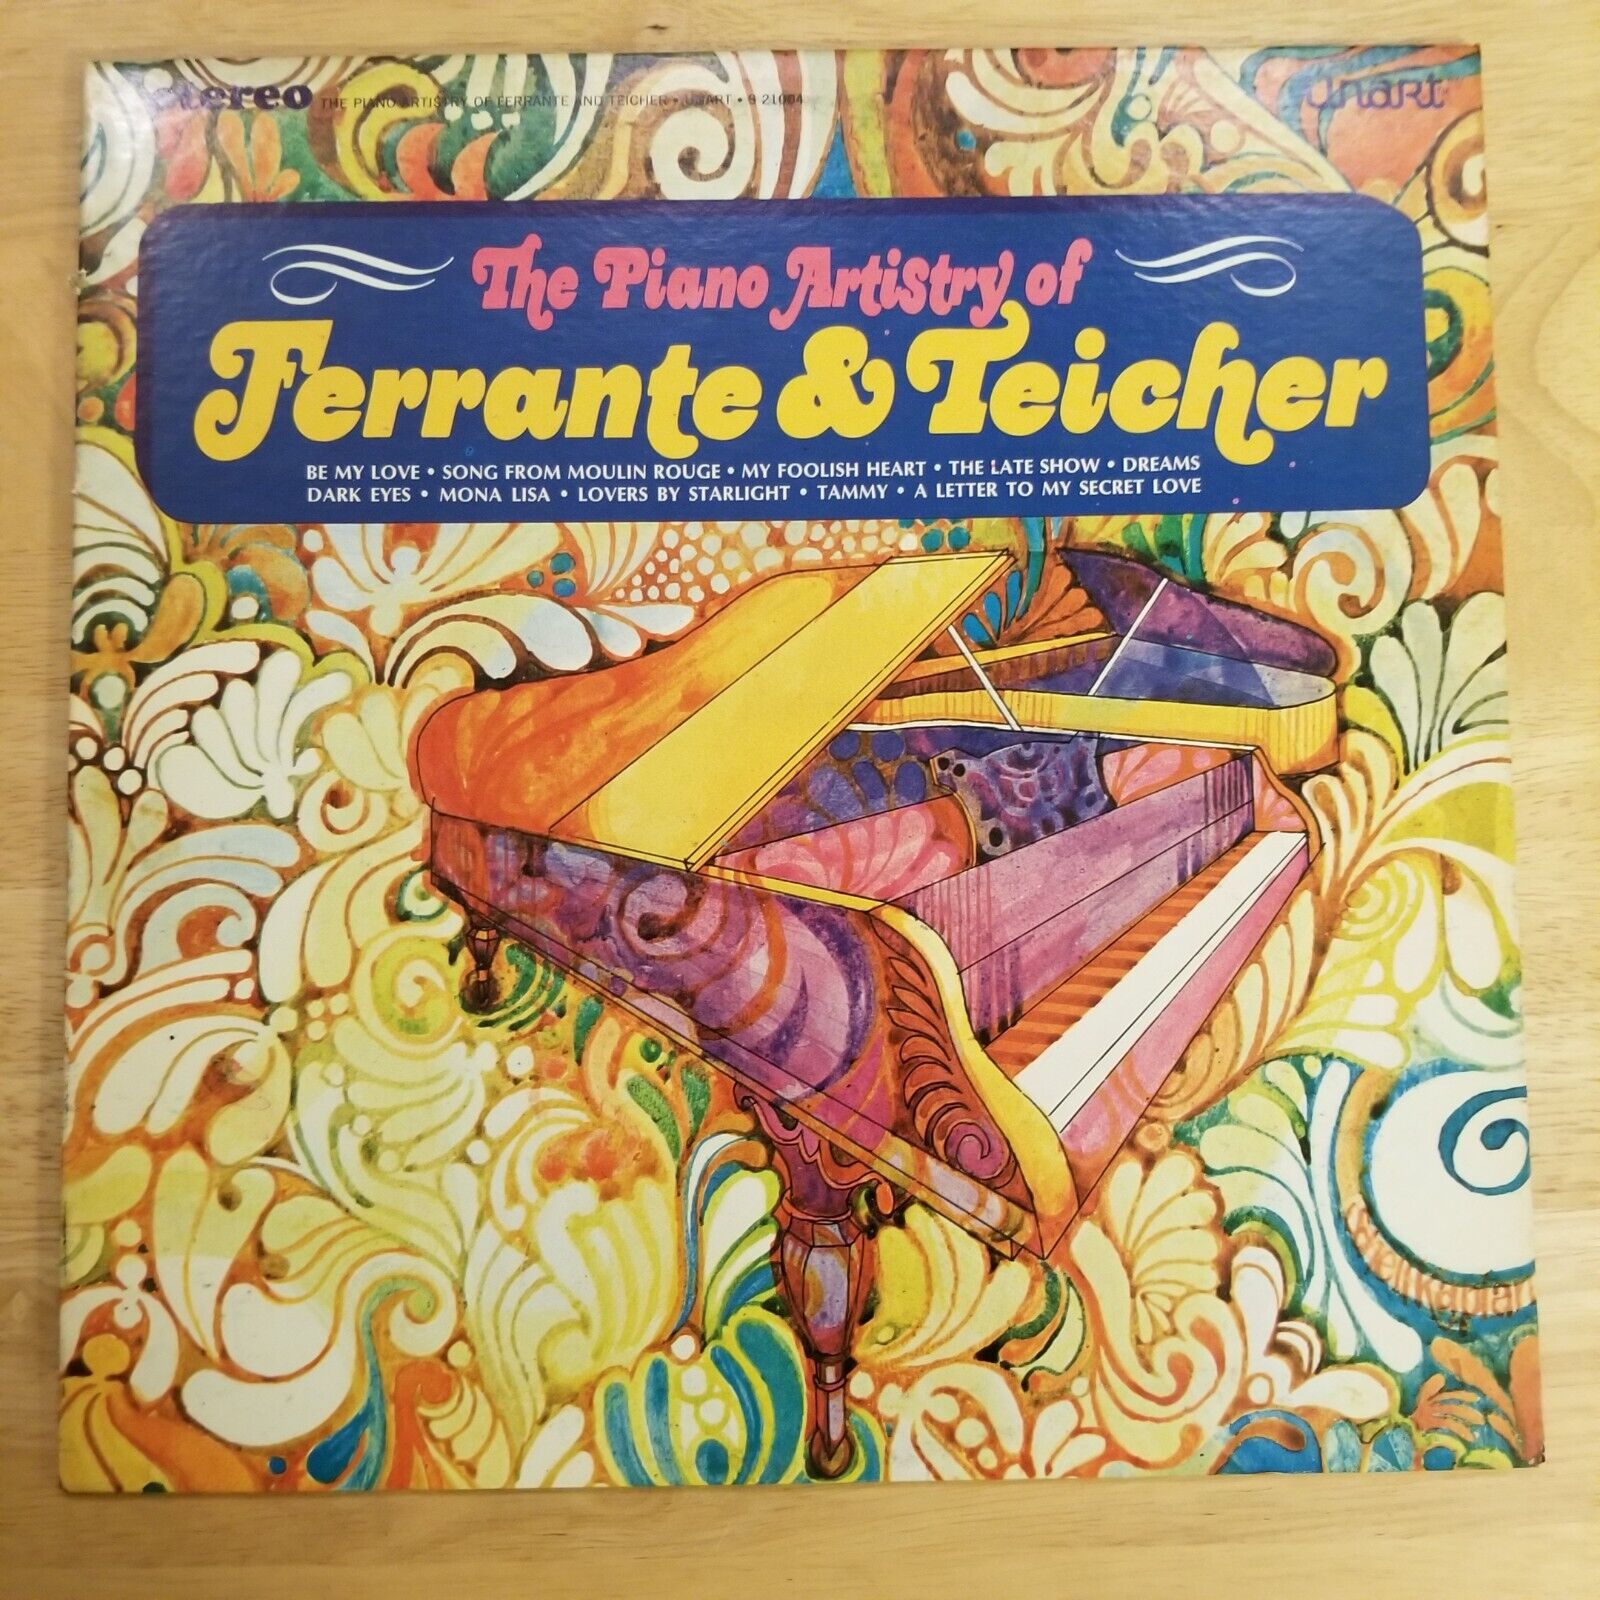 stereo THE PIANO ARTISTRY OF FERRANTE AND TEICHER • UNART • S 21004
unart
The Piano Artistry of
Ferrante & Teicher
BE MY LOVE • SONG FROM MOULIN ROUGE • MY FOOLISH HEART • THE LATE SHOW • DREAMS
DARK EYES • MONA LISA • LOVERS BY STARLIGHT • TAMMY • A LETTER TO MY SECRET LOVE